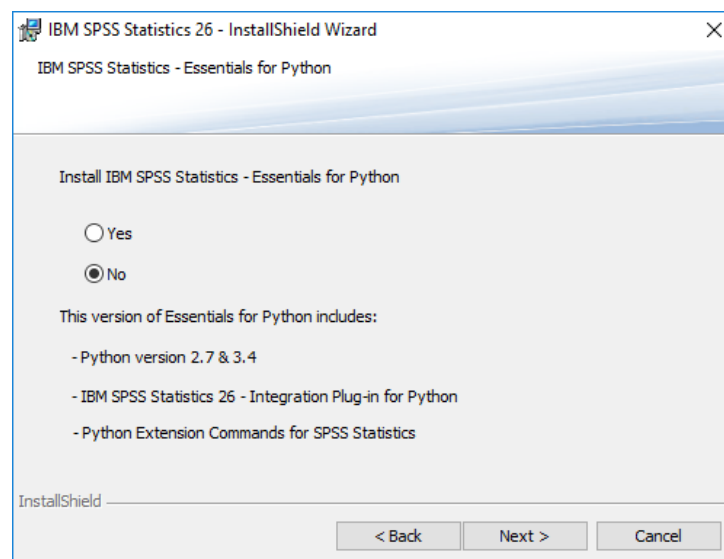 IBM SPSS Statistics 26 - InstallShield Wizard
IBM SPSS Statistics - Essentials for Python
Install IBM SPSS Statistics - Essentials for Python
Yes
No
This version of Essentials for Python includes:
- Python version 2.7 & 3.4
- IBM SPSS Statistics 26 - Integration Plug-in for Python
- Python Extension Commands for SPSS Statistics
InstallShield
< Back Next > Cancel